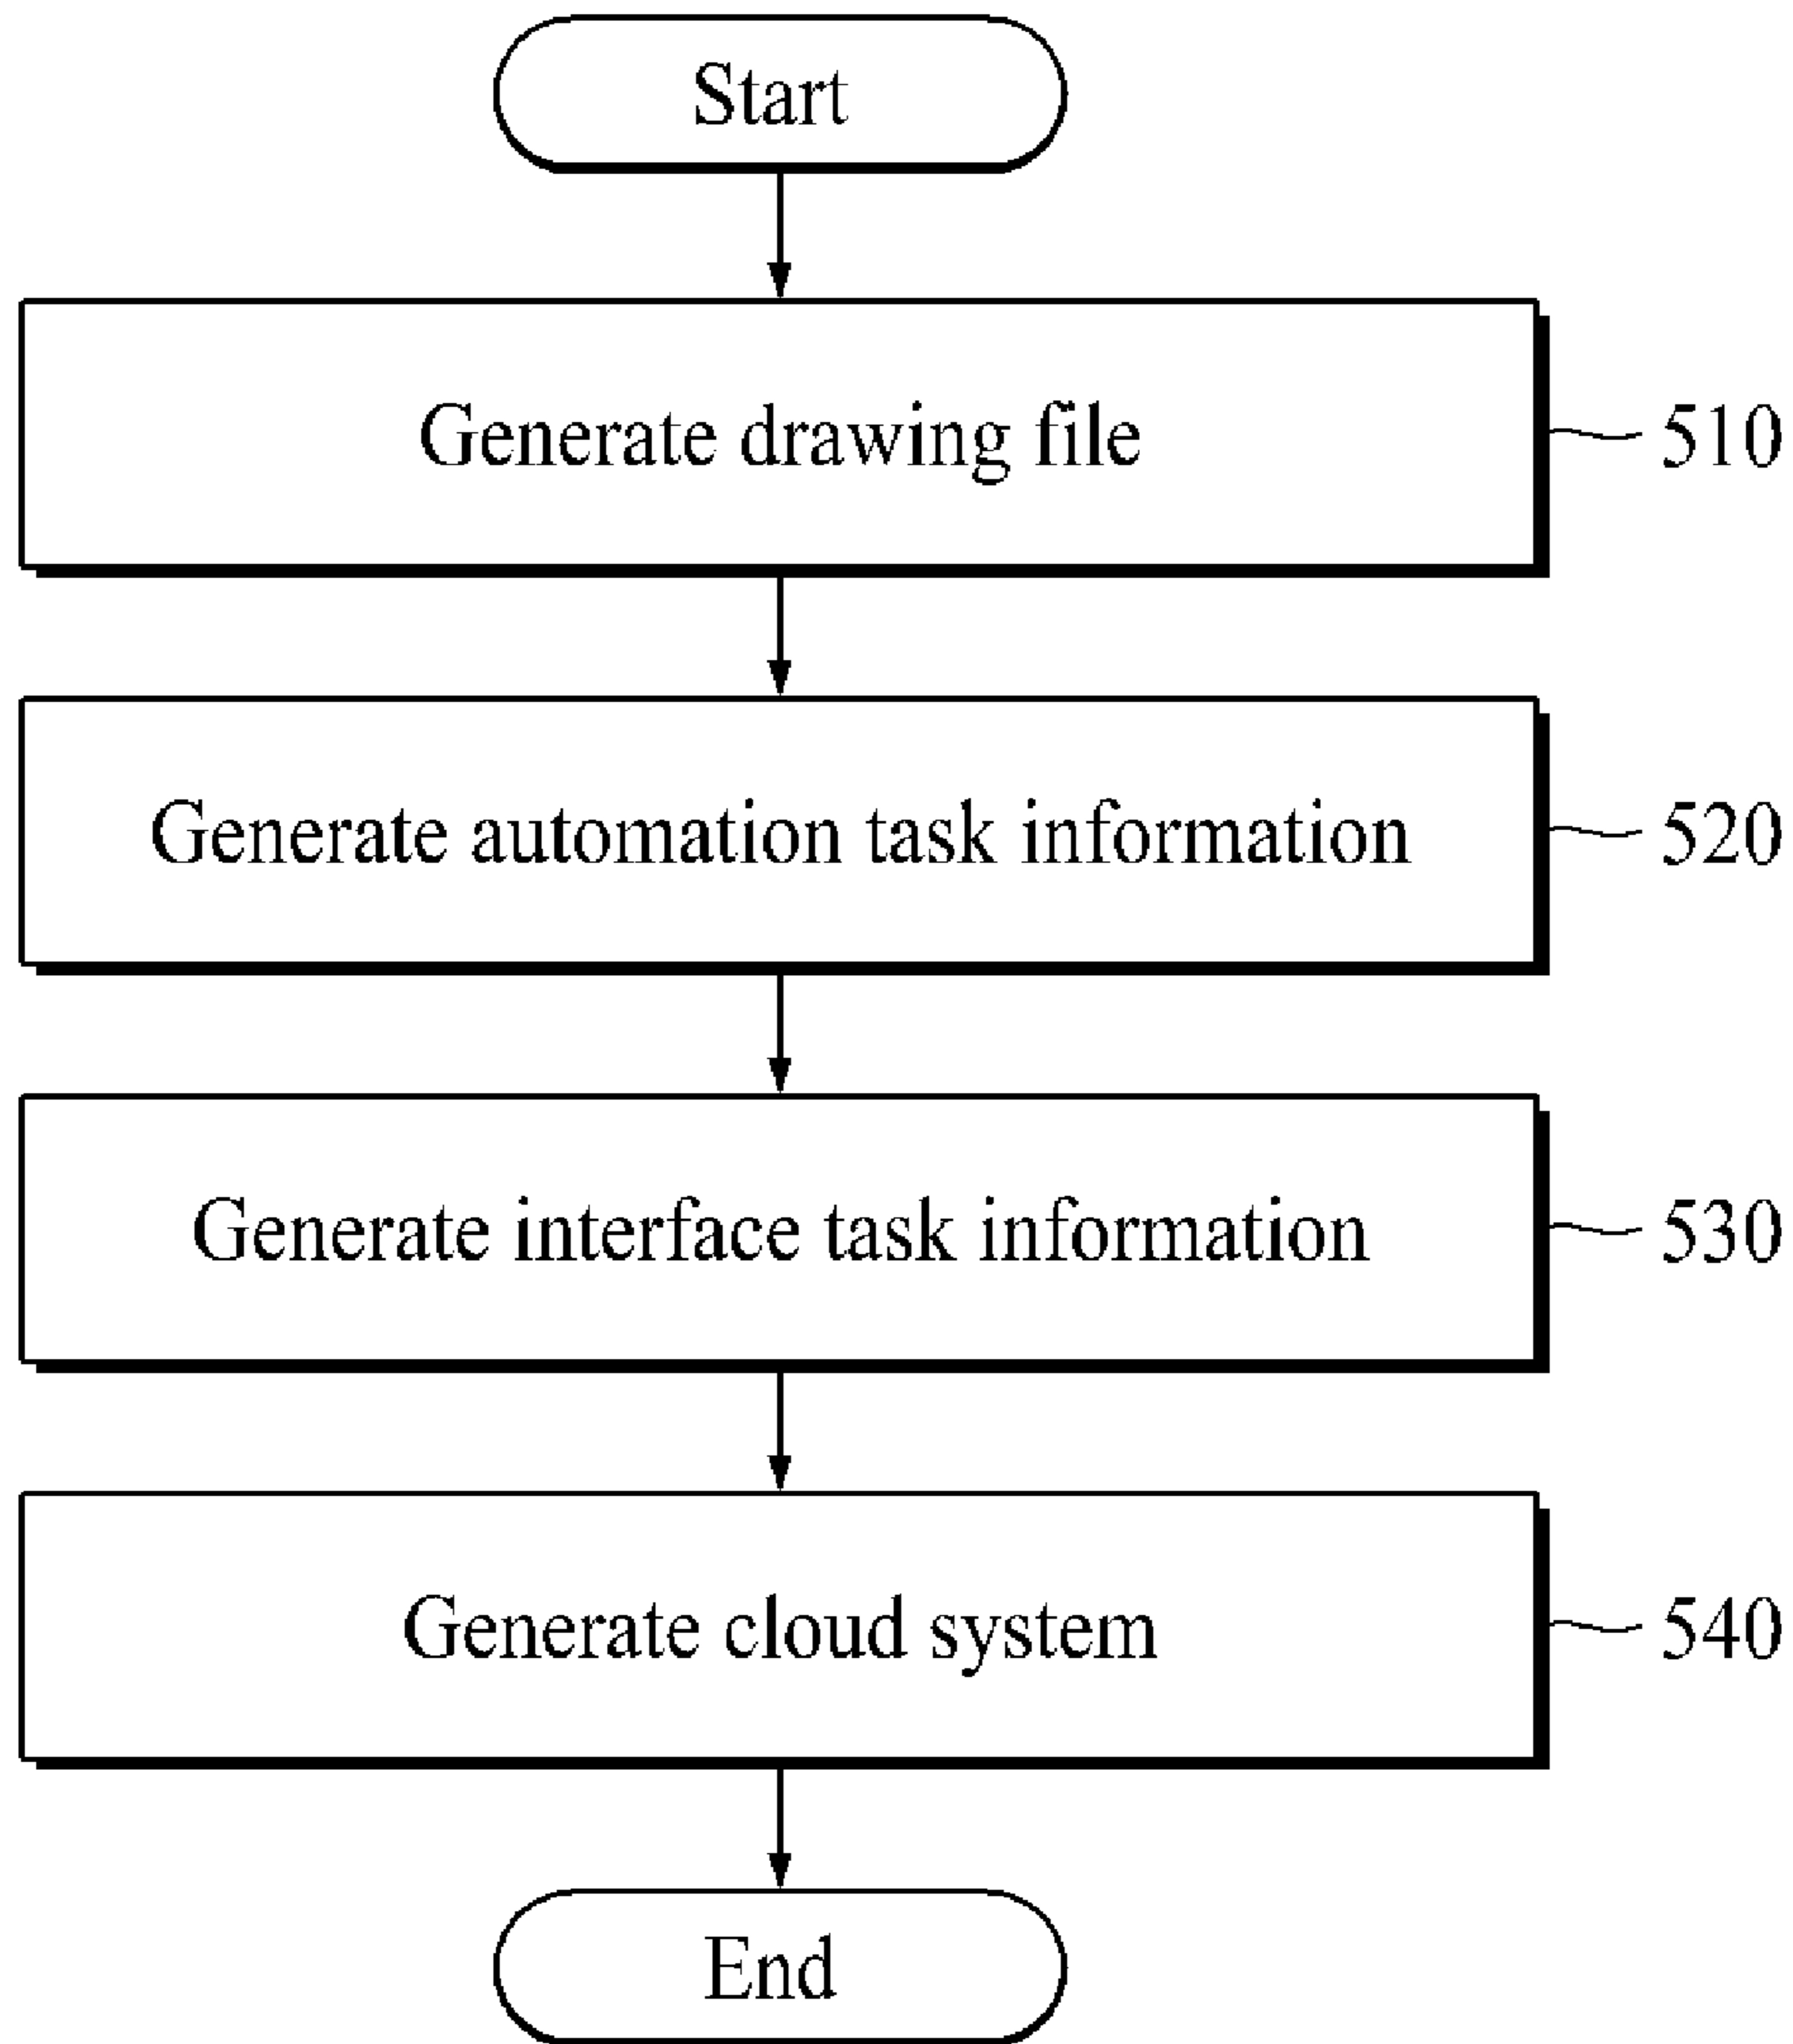 Start
Generate drawing file
510
Generate automation task information
520
Generate interface task information
530
Generate cloud system
540
End